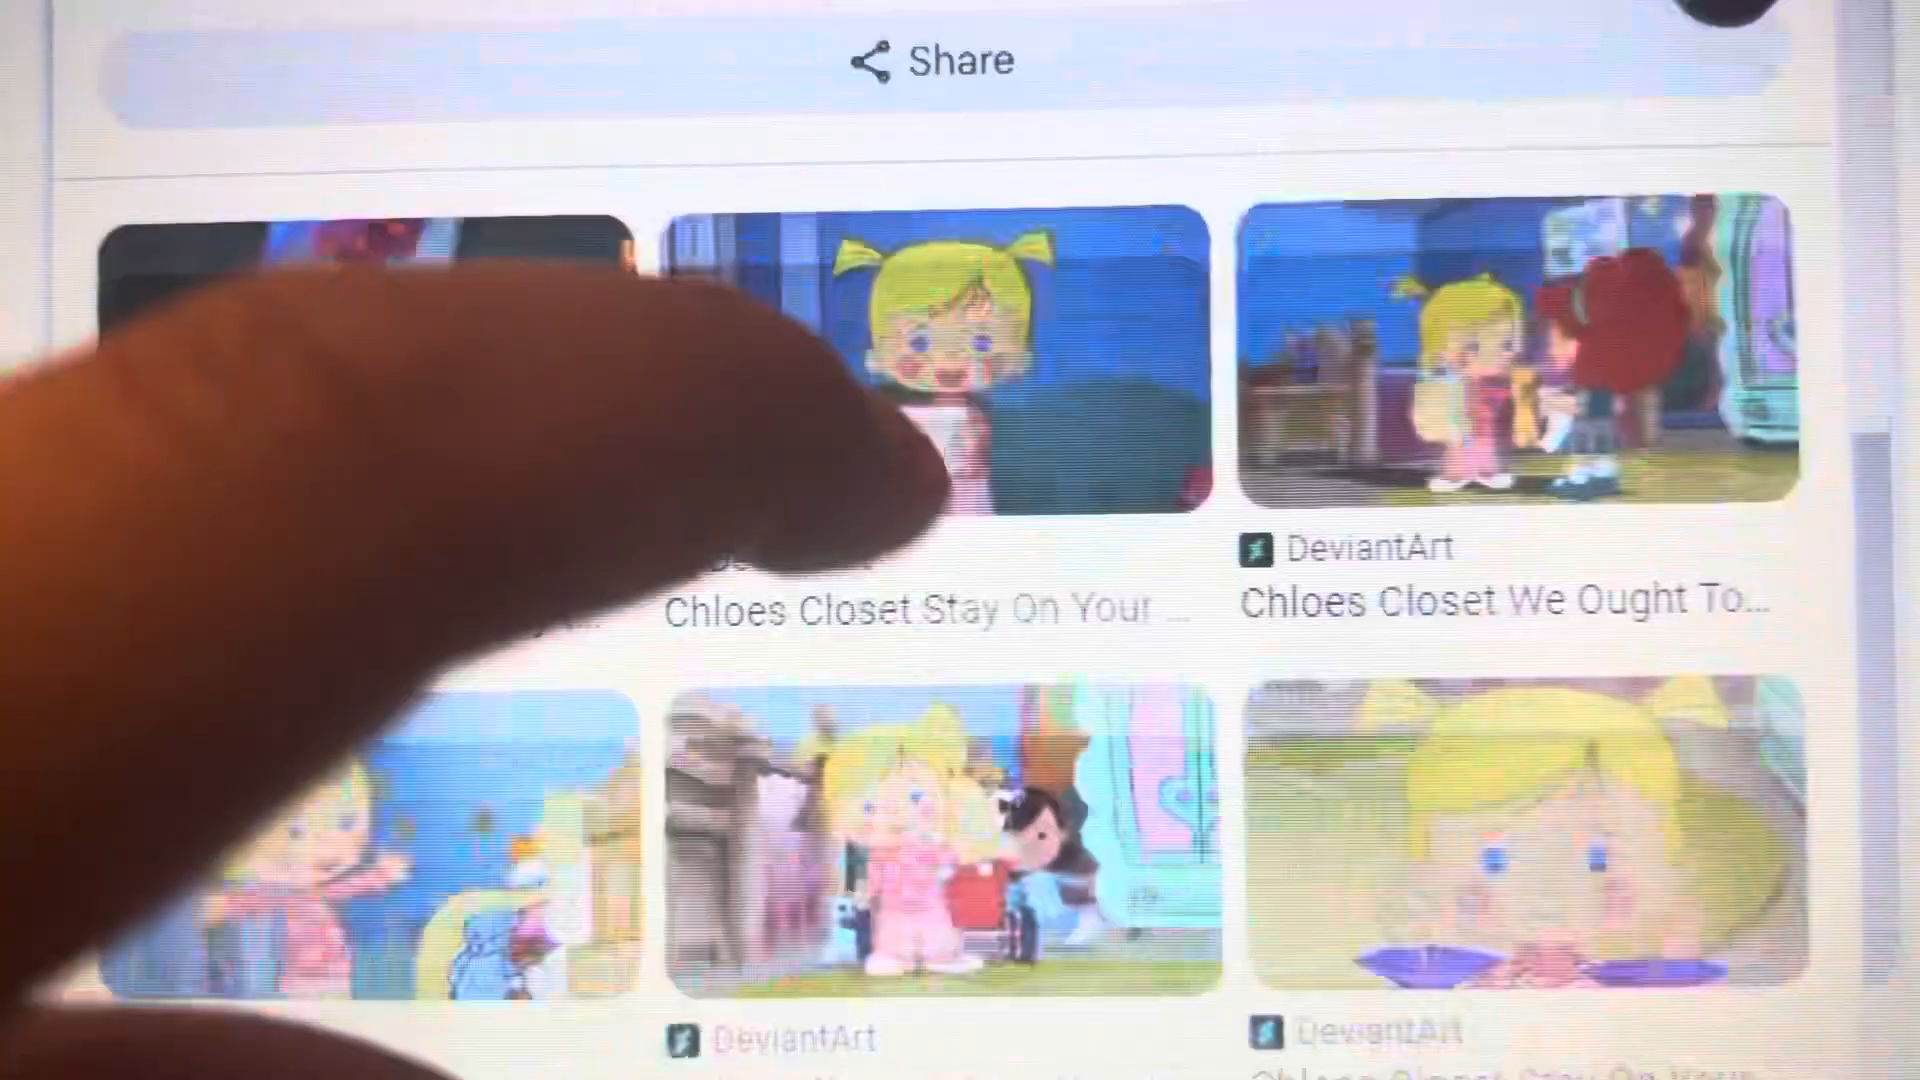 Share
DeviantArt
Chloes Closet Stay On Your ...
Chloes Closet We Ought To...
DeviantArt
DeviantArt